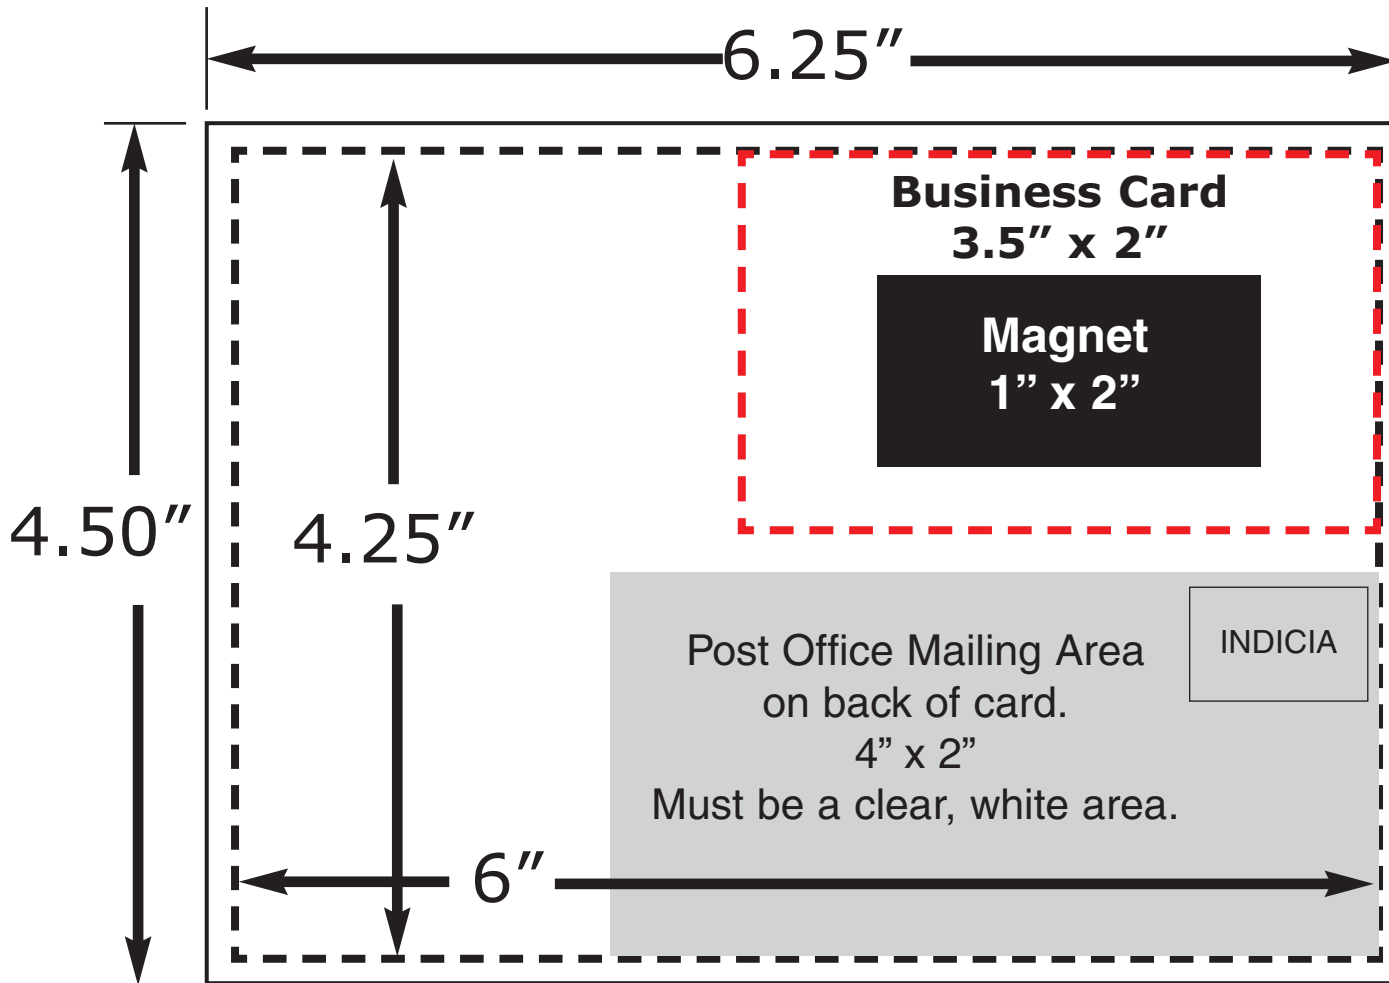 6.25″
Business Card
3.5″ x 2″
Magnet
1” x 2”
4.50″
4.25″
INDICIA
Post Office Mailing Area
on back of card.
4” x 2”
Must be a clear, white area.
6″